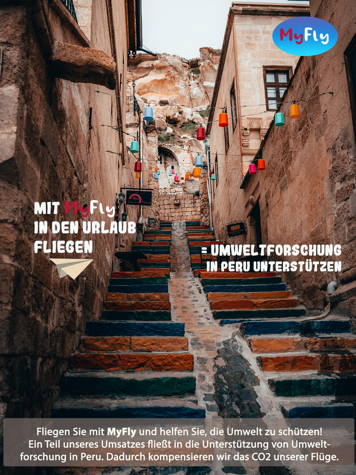 MyFly
MIT MyFly
IN DEN URLAUB
FLIEGEN
= UMWELTFORSCHUNG
IN PERU UNTERSTÜTZEN
Fliegen Sie mit MyFly und helfen Sie, die Umwelt zu schützen!
Ein Teil unseres Umsatzes fließt in die Unterstützung von Umwelt-
forschung in Peru. Dadurch kompensieren wir das CO2 unserer Flüge.